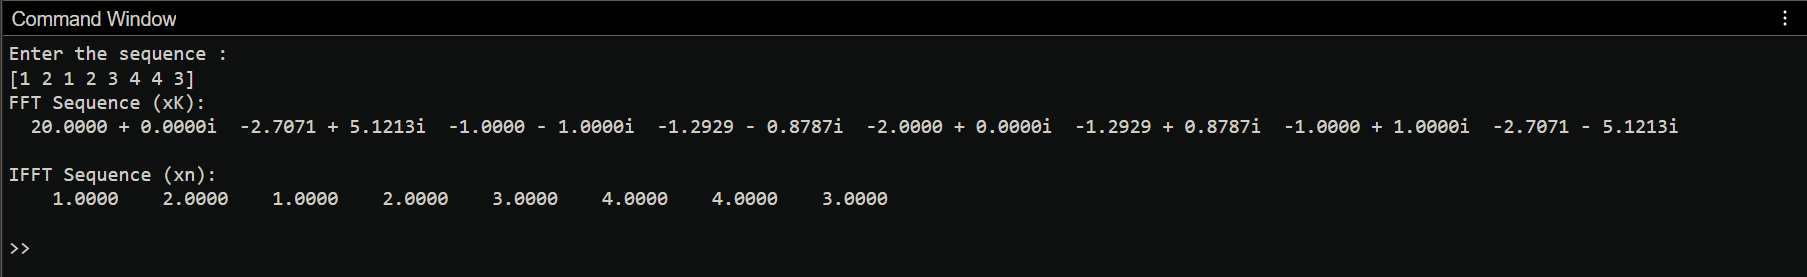 Command Window
Enter the sequence :
[1 2 1 2 3 4 4 3]
FFT Sequence (xK):
20.0000 + 0.0000i  -2.7071 + 5.1213i  -1.0000 - 1.0000i  -1.2929 - 0.8787i  -2.0000 + 0.0000i  -1.2929 + 0.8787i  -1.0000 + 1.0000i  -2.7071 - 5.1213i
IFFT Sequence (xn):
1.0000    2.0000    1.0000    2.0000    3.0000    4.0000    4.0000    3.0000
>>